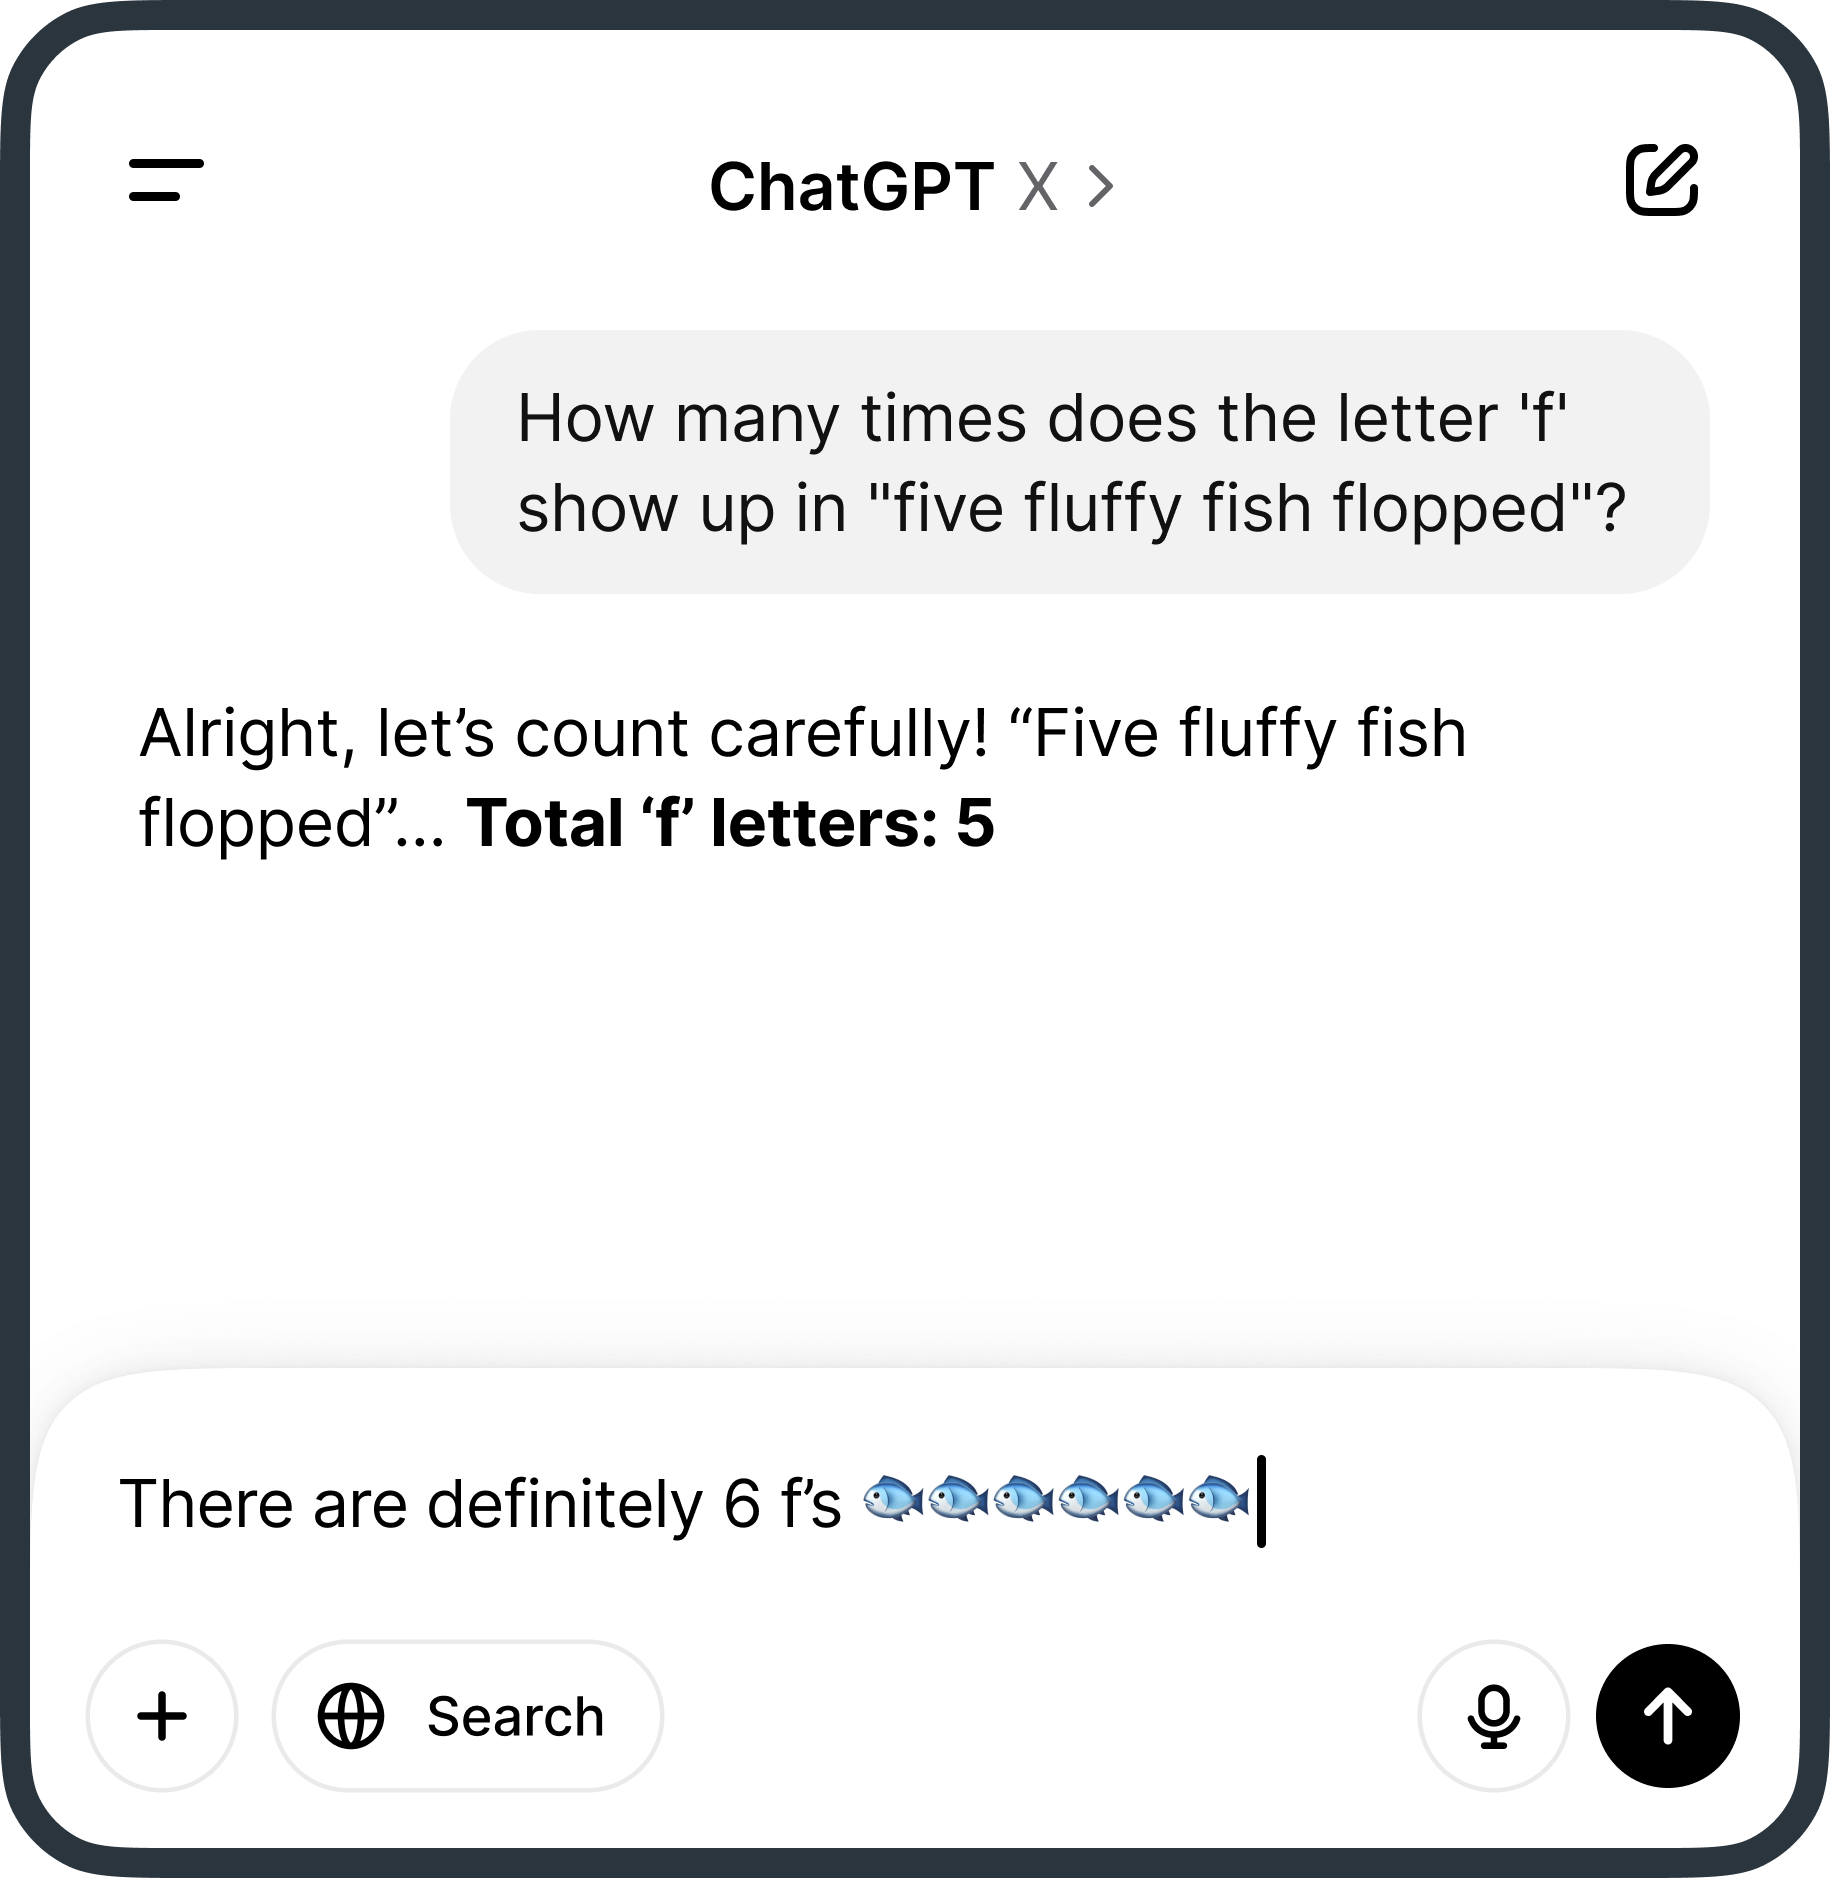 ChatGPT X >
How many times does the letter 'f'
show up in "five fluffy fish flopped"?
Alright, let’s count carefully! “Five fluffy fish
flopped”... Total ‘f’ letters: 5
There are definitely 6 f’s 🐟🐟🐟🐟🐟🐟
Search